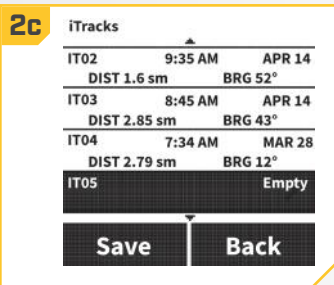 2c
iTracks
IT02 9:35 AM APR 14
DIST 1.6 sm BRG 52°
IT03 8:45 AM APR 14
DIST 2.85 sm BRG 43°
IT04 7:34 AM MAR 28
DIST 2.79 sm BRG 12°
IT05 Empty
Save Back